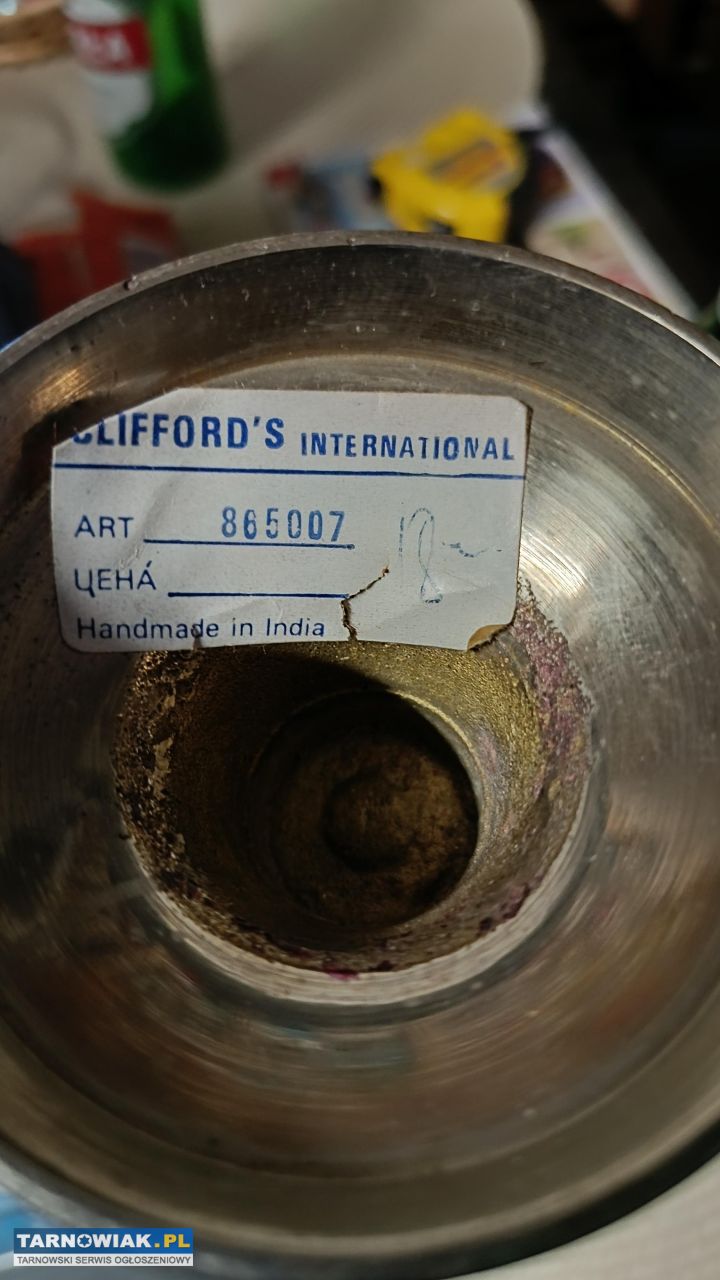 CLIFFORD'S INTERNATIONAL
ART 865007
ЦЕНА́
Handmade in India
TARNOWIAK.PL
TARNOWSKI SERWIS OGŁOSZENIOWY